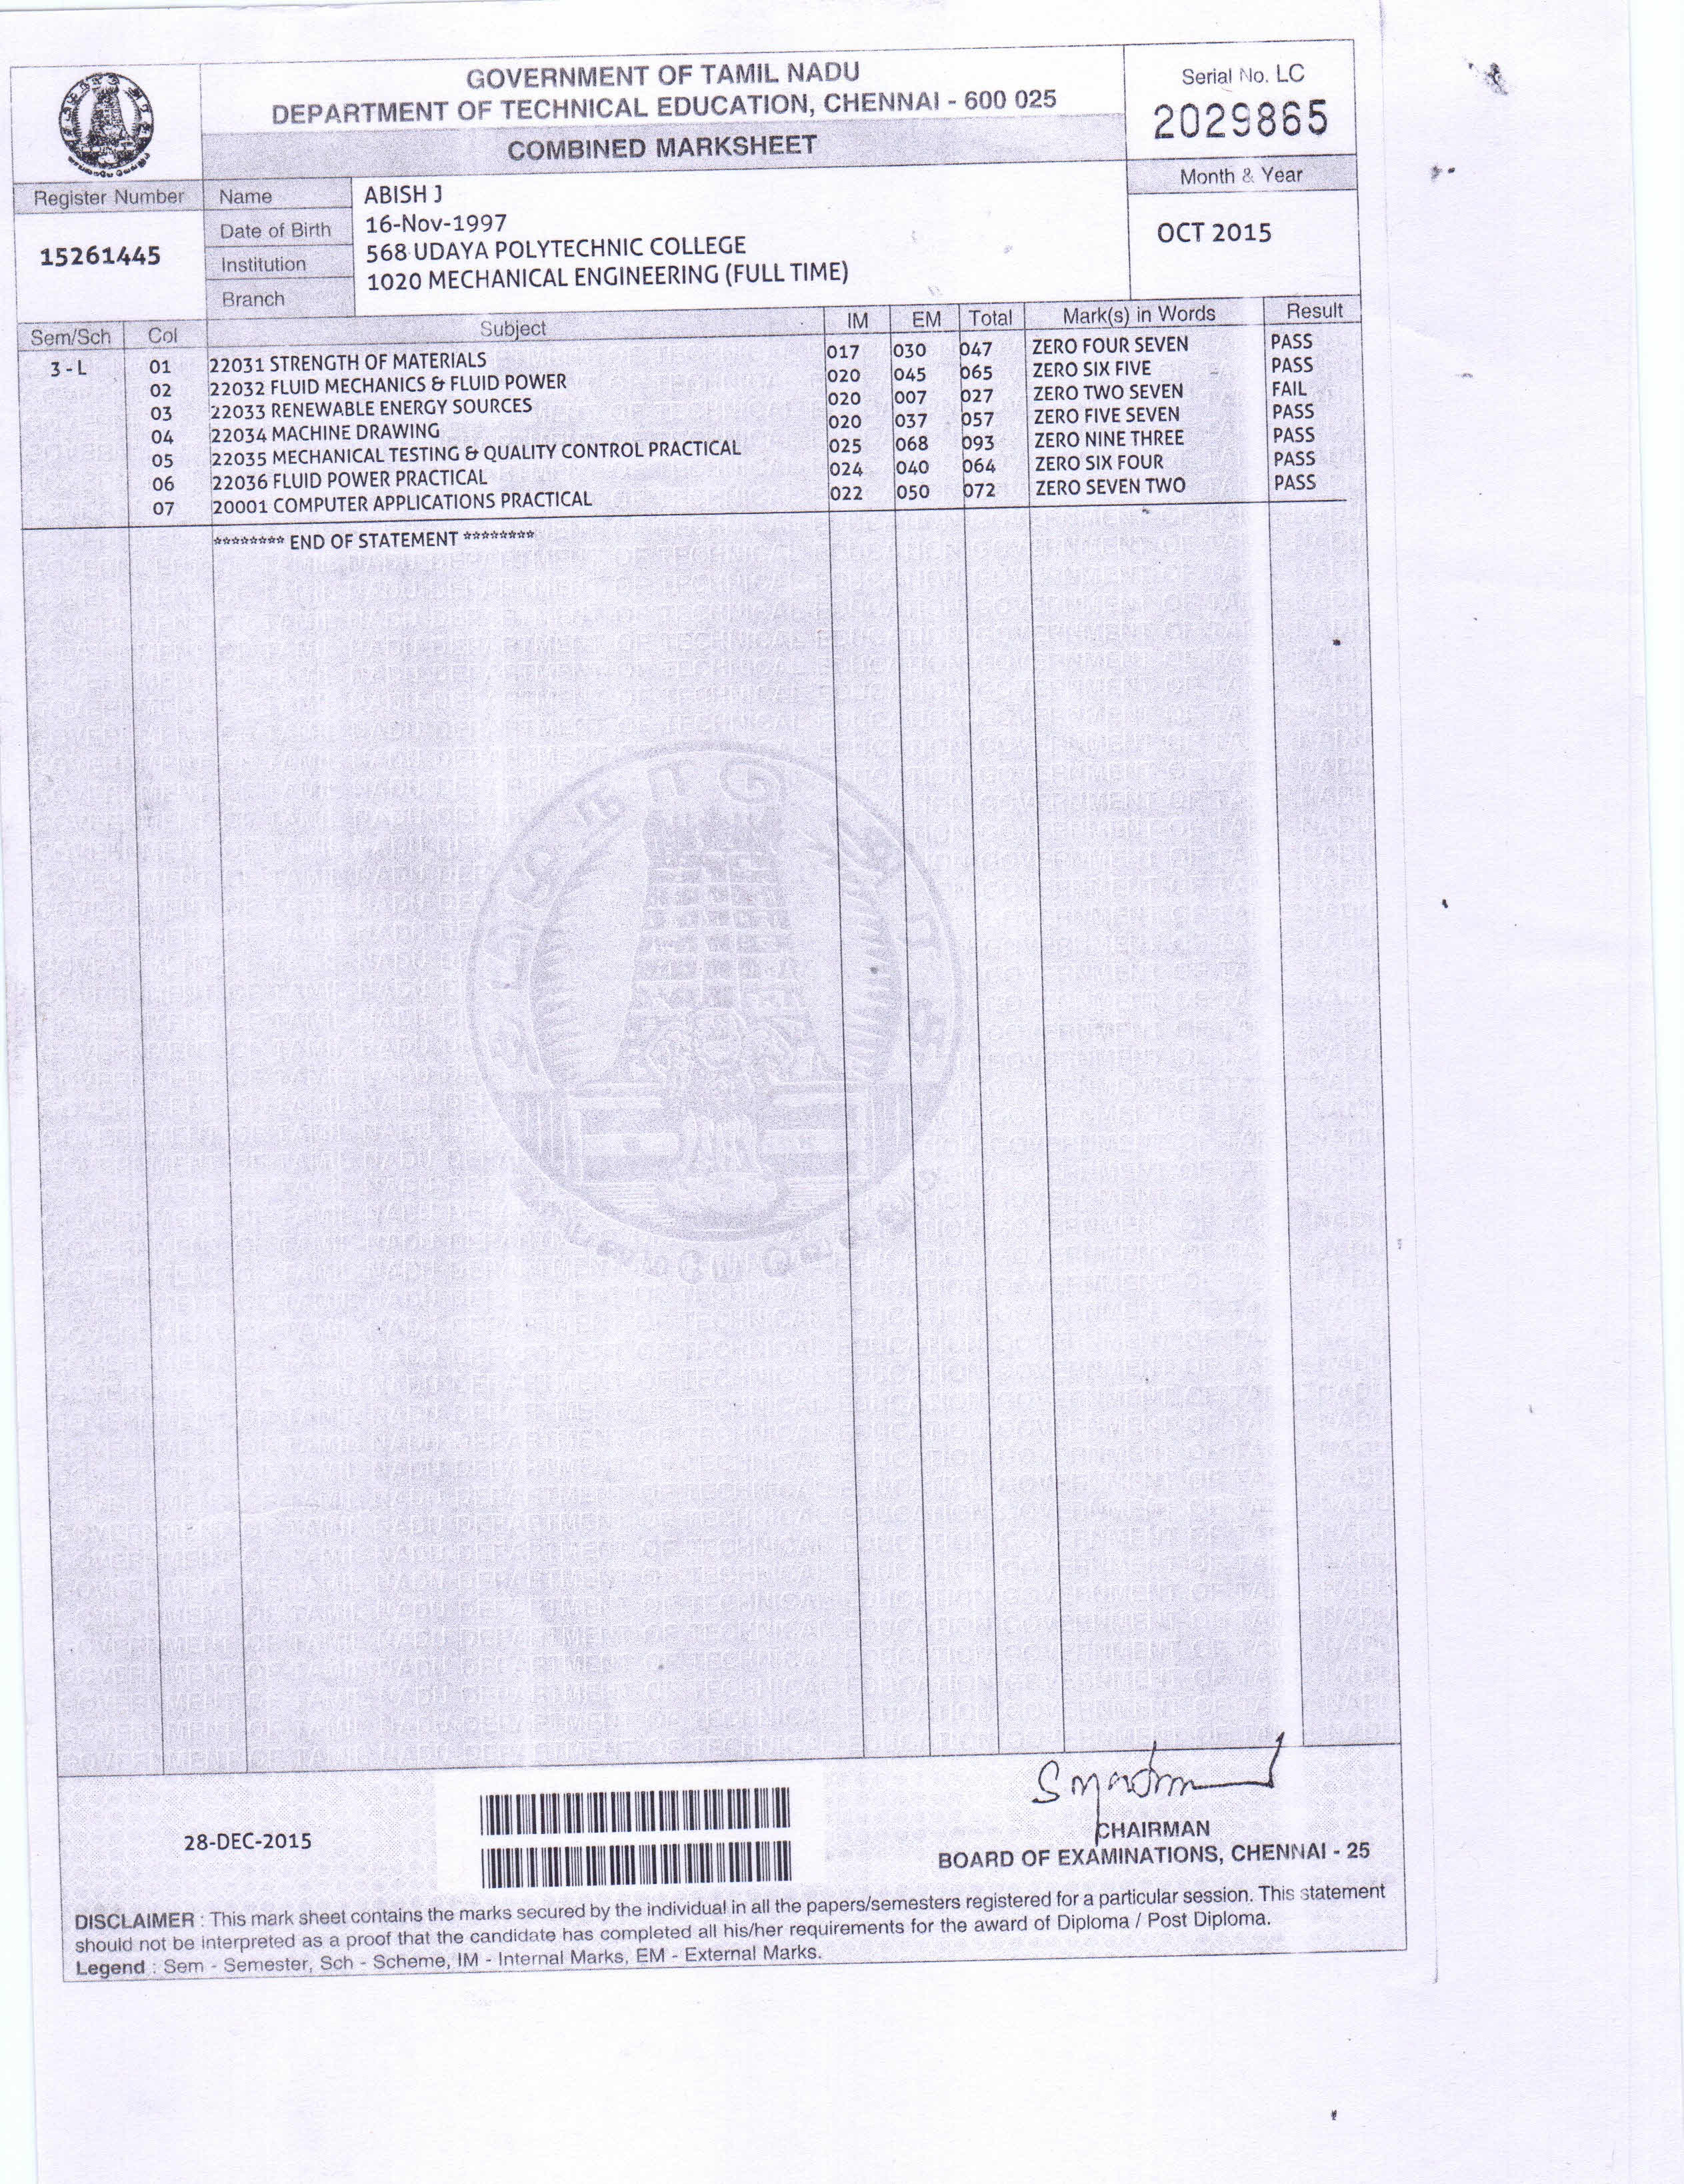 GOVERNMENT OF TAMIL NADU
DEPARTMENT OF TECHNICAL EDUCATION, CHENNAI - 600 025
COMBINED MARKSHEET
Serial No. LC
2029865
Month & Year
OCT 2015
Register Number
15261445
Name ABISH J
Date of Birth 16-Nov-1997
Institution 568 UDAYA POLYTECHNIC COLLEGE
Branch 1020 MECHANICAL ENGINEERING (FULL TIME)
Sem/Sch Col Subject IM EM Total Mark(s) in Words Result
3 - L 01 22031 STRENGTH OF MATERIALS 017 030 047 ZERO FOUR SEVEN PASS
02 22032 FLUID MECHANICS & FLUID POWER 020 045 065 ZERO SIX FIVE PASS
03 22033 RENEWABLE ENERGY SOURCES 020 007 027 ZERO TWO SEVEN FAIL
04 22034 MACHINE DRAWING 020 037 057 ZERO FIVE SEVEN PASS
05 22035 MECHANICAL TESTING & QUALITY CONTROL PRACTICAL 025 068 093 ZERO NINE THREE PASS
06 22036 FLUID POWER PRACTICAL 024 040 064 ZERO SIX FOUR PASS
07 20001 COMPUTER APPLICATIONS PRACTICAL 022 050 072 ZERO SEVEN TWO PASS
******** END OF STATEMENT ********
28-DEC-2015
CHAIRMAN
BOARD OF EXAMINATIONS, CHENNAI - 25
DISCLAIMER : This mark sheet contains the marks secured by the individual in all the papers/semesters registered for a particular session. This statement
should not be interpreted as a proof that the candidate has completed all his/her requirements for the award of Diploma / Post Diploma.
Legend : Sem - Semester, Sch - Scheme, IM - Internal Marks, EM - External Marks.